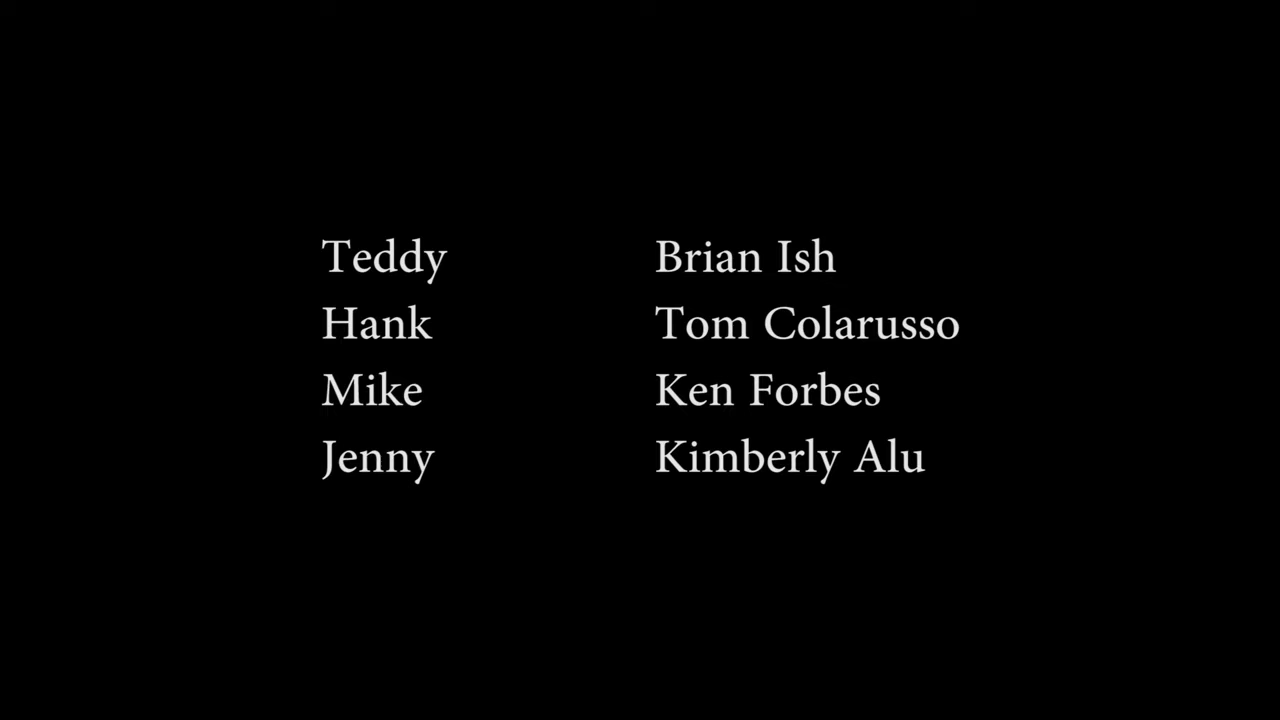 Teddy Brian Ish
Hank Tom Colarusso
Mike Ken Forbes
Jenny Kimberly Alu